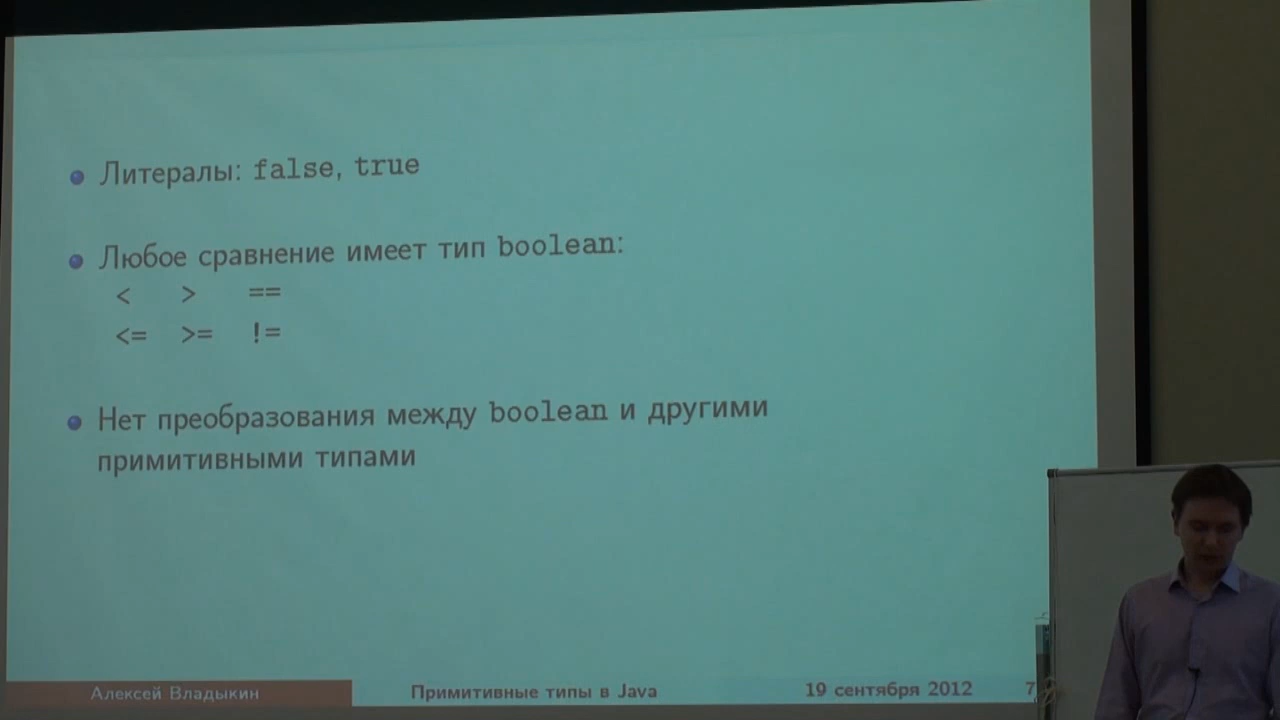 Литералы: false, true
Любое сравнение имеет тип boolean:
< > ==
<= >= !=
Нет преобразования между boolean и другими
примитивными типами
Алексей Владыкин Примитивные типы в Java 19 сентября 2012 7